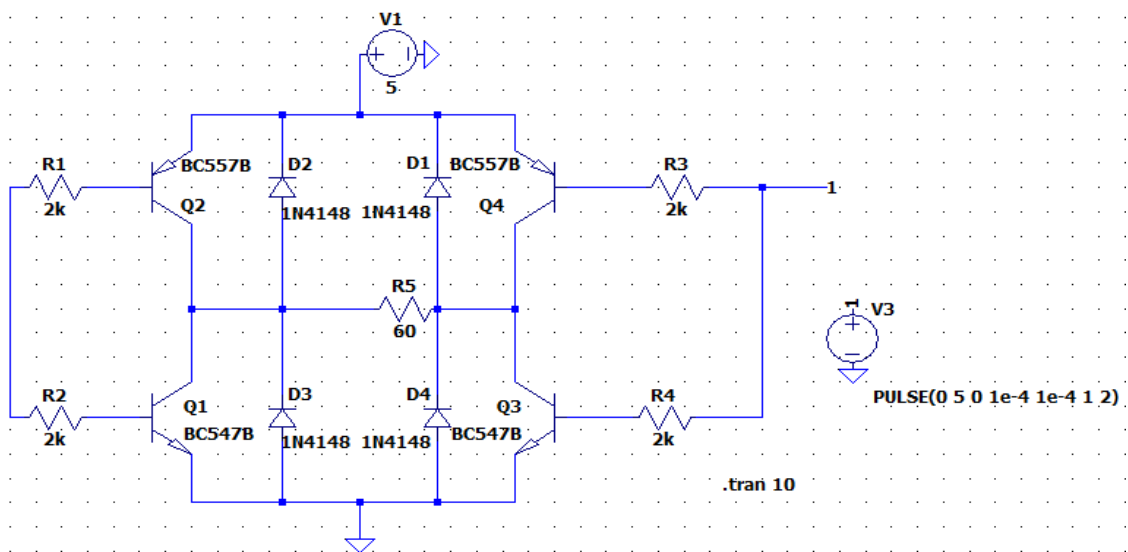 V1
5
R1
2k
BC557B
Q2
D2
1N4148
D1
1N4148
BC557B
Q4
R3
2k
1
R5
60
1
V3
PULSE(0 5 0 1e-4 1e-4 1 2)
R2
2k
Q1
BC547B
D3
1N4148
D4
1N4148
Q3
BC547B
R4
2k
.tran 10